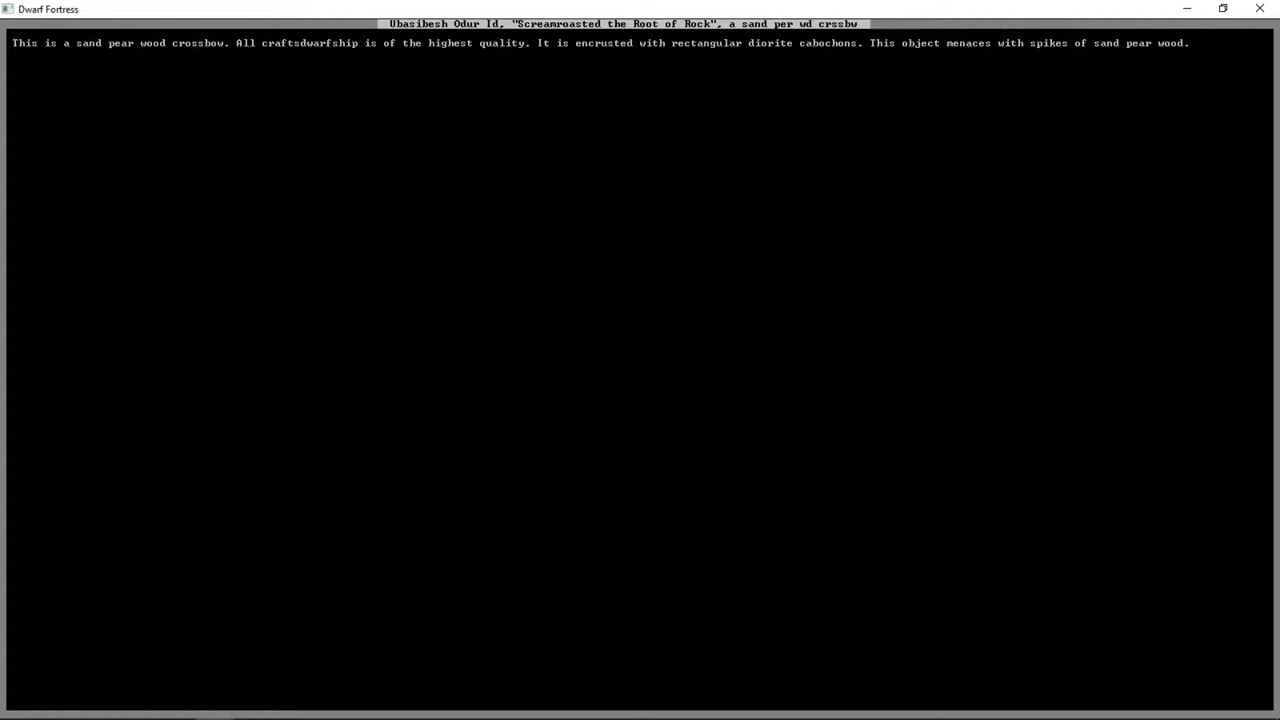 Dwarf Fortress
Ubasibesh Odur Id, "Screamroasted the Root of Rock", a sand per wd crssbw
This is a sand pear wood crossbow. All craftsdwarfship is of the highest quality. It is encrusted with rectangular diorite cabochons. This object menaces with spikes of sand pear wood.